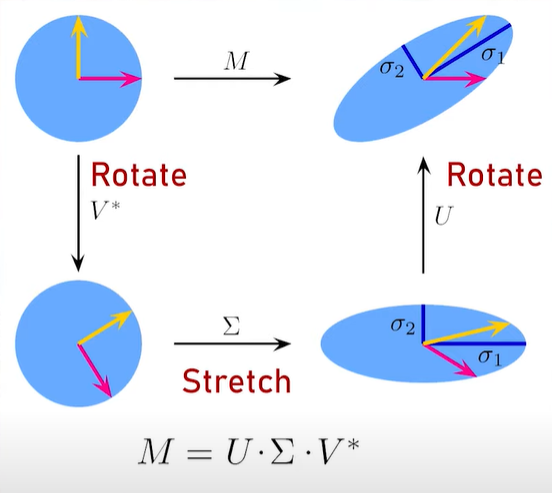 M
σ₂
σ₁
Rotate
V*
Rotate
U
Σ
σ₂
σ₁
Stretch
M = U·Σ·V*